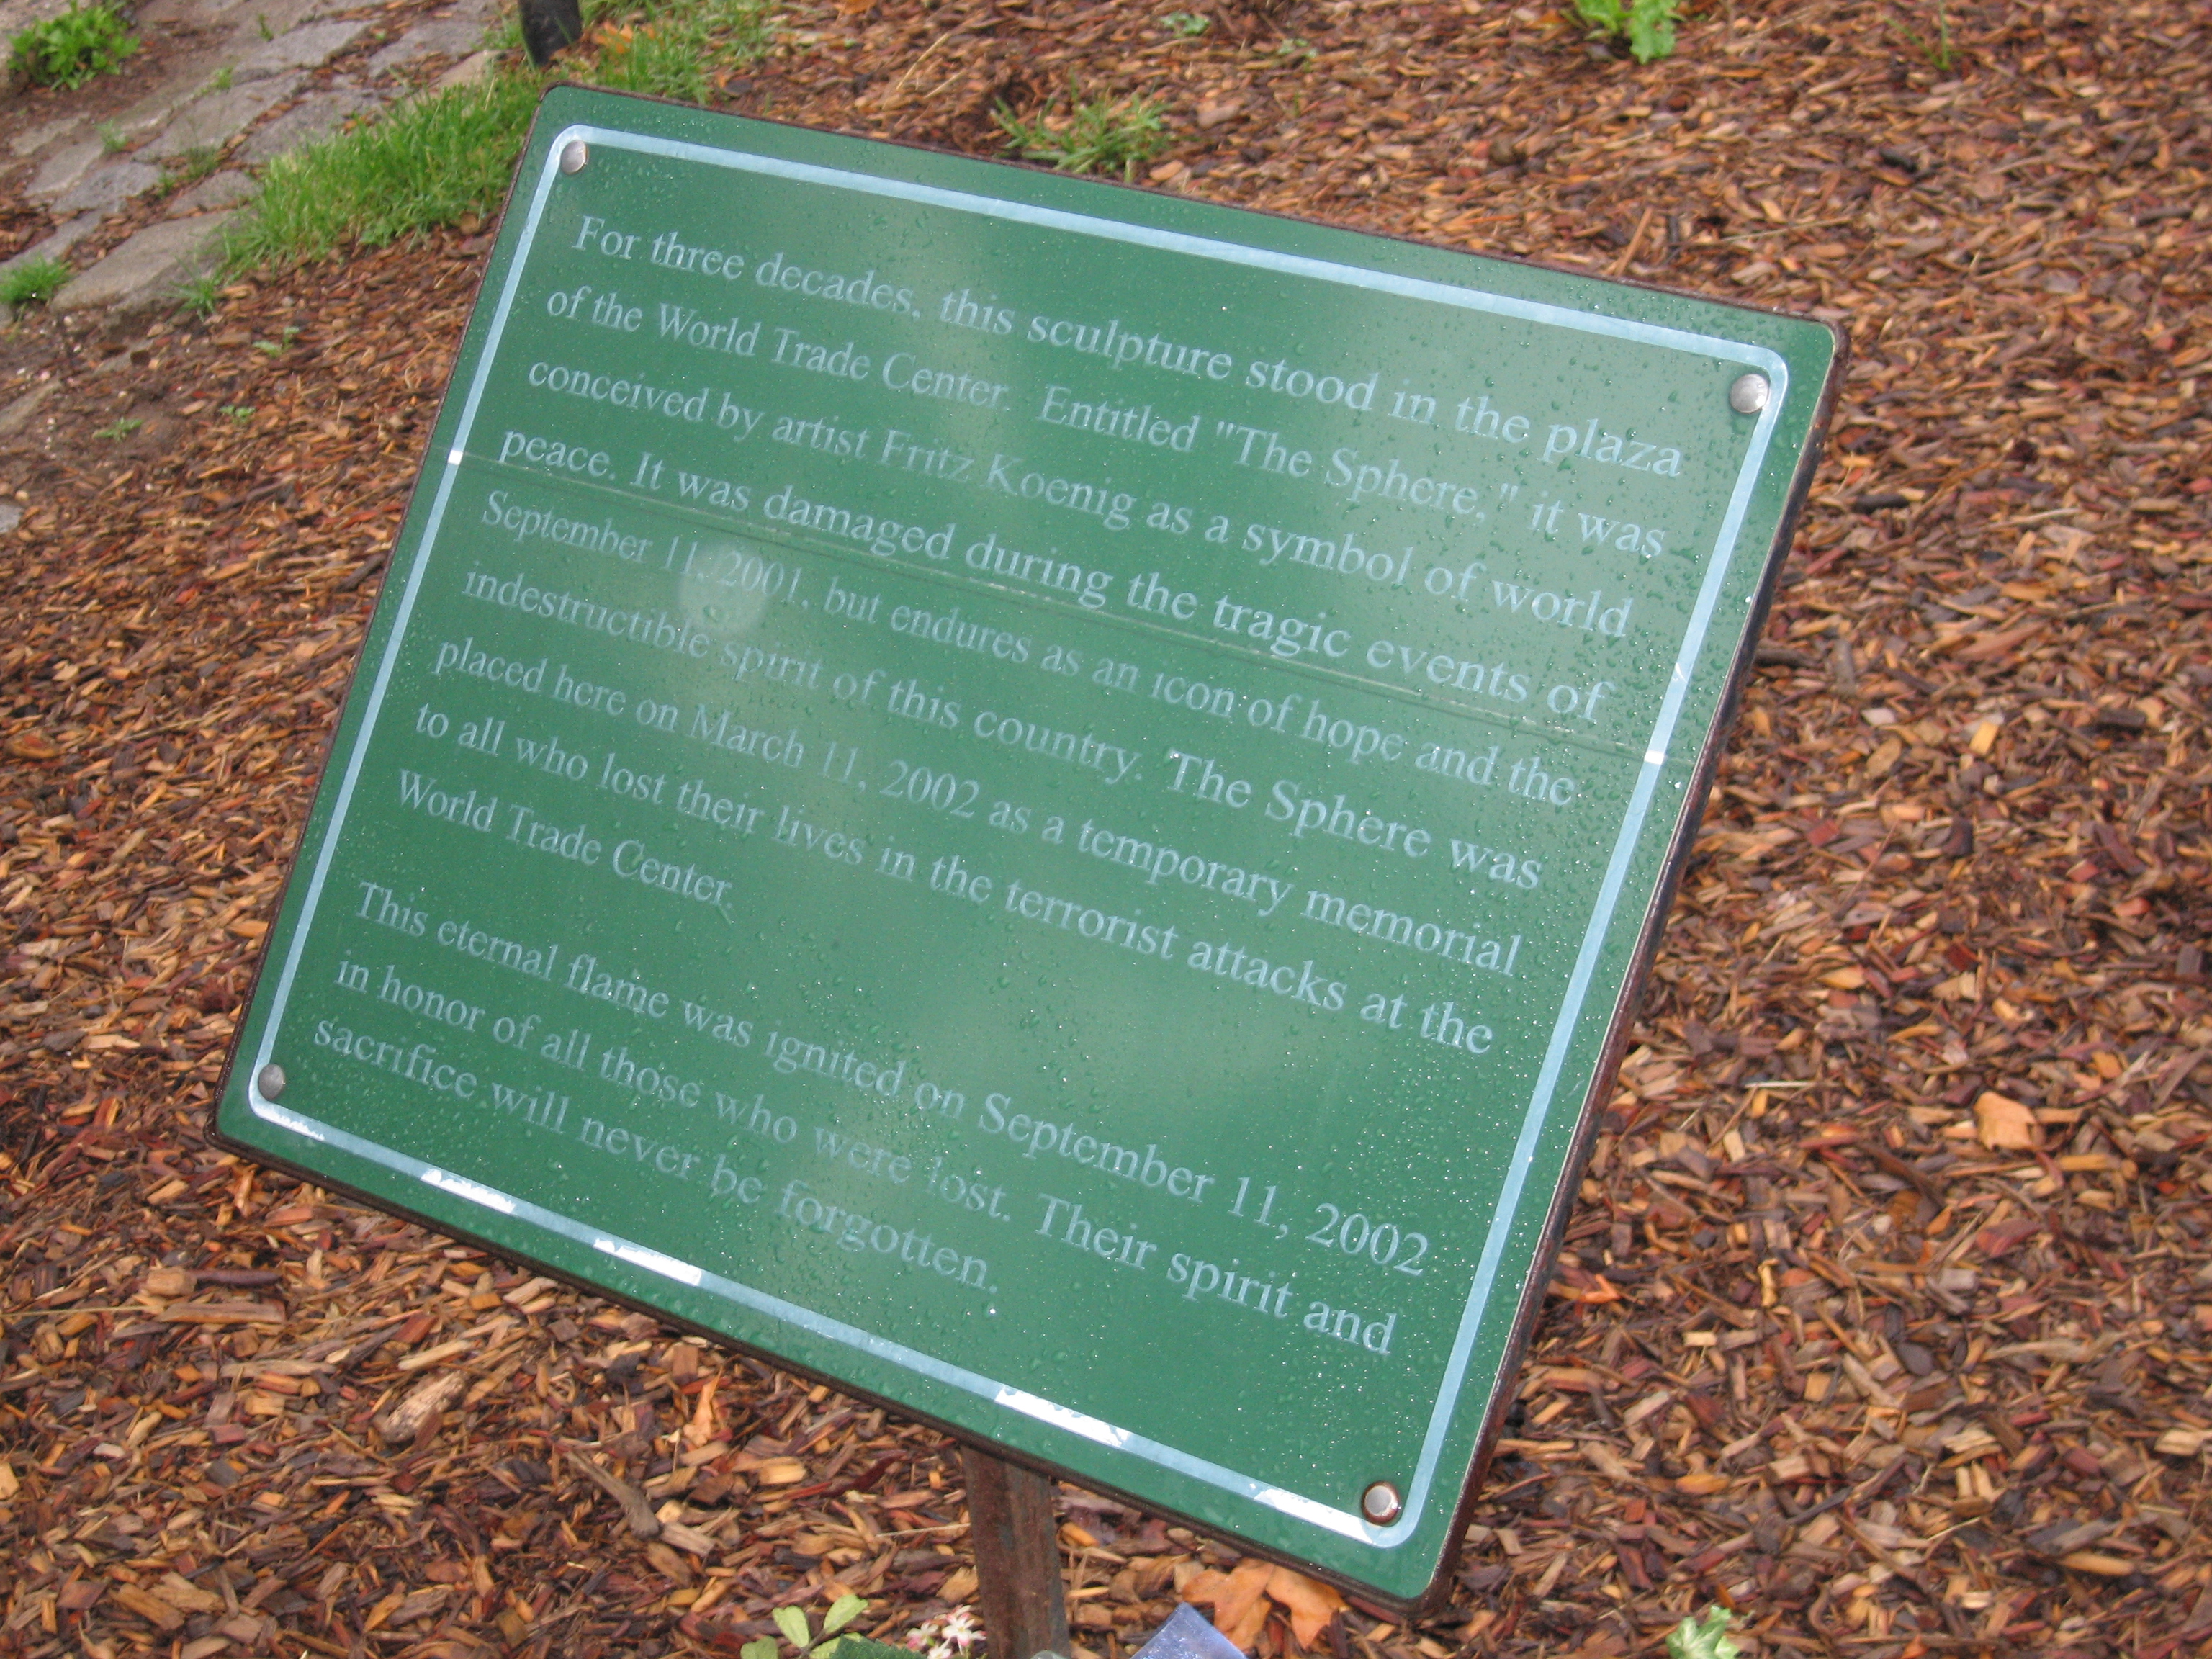 For three decades, this sculpture stood in the plaza
of the World Trade Center. Entitled "The Sphere," it was
conceived by artist Fritz Koenig as a symbol of world
peace. It was damaged during the tragic events of
September 11, 2001, but endures as an icon of hope and the
indestructible spirit of this country. The Sphere was
placed here on March 11, 2002 as a temporary memorial
to all who lost their lives in the terrorist attacks at the
World Trade Center.
This eternal flame was ignited on September 11, 2002
in honor of all those who were lost. Their spirit and
sacrifice will never be forgotten.